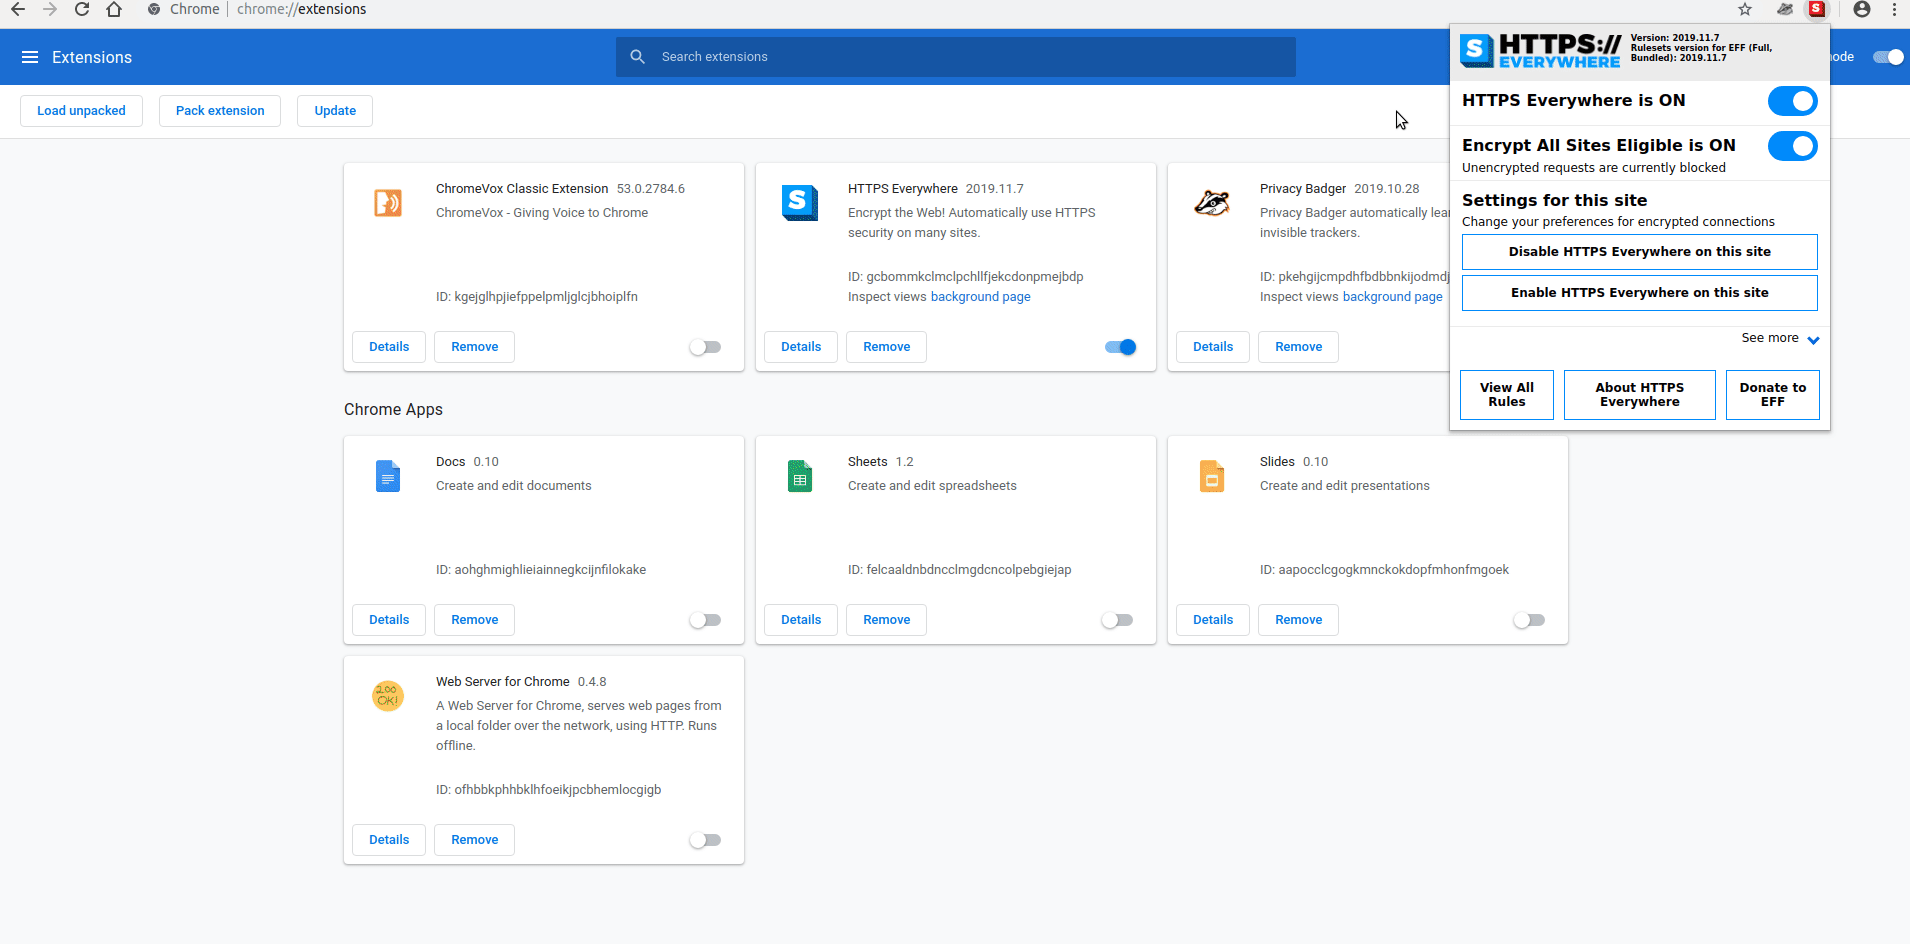 Chrome | chrome://extensions
Extensions
Search extensions
ode
Load unpacked
Pack extension
Update
HTTPS://
EVERYWHERE
Version: 2019.11.7
Rulesets version for EFF (Full,
Bundled): 2019.11.7
HTTPS Everywhere is ON
Encrypt All Sites Eligible is ON
Unencrypted requests are currently blocked
Settings for this site
Change your preferences for encrypted connections
Disable HTTPS Everywhere on this site
Enable HTTPS Everywhere on this site
See more
View All
Rules
About HTTPS
Everywhere
Donate to
EFF
ChromeVox Classic Extension 53.0.2784.6
ChromeVox - Giving Voice to Chrome
ID: kgejglhpjiefppelpmljglcjbhoiplfn
Details
Remove
HTTPS Everywhere 2019.11.7
Encrypt the Web! Automatically use HTTPS
security on many sites.
ID: gcbommkclmclpchllfjekcdonpmejbdp
Inspect views background page
Details
Remove
Privacy Badger 2019.10.28
Privacy Badger automatically lea
invisible trackers.
ID: pkehgijcmpdhfbdbbnkijodmdj
Inspect views background page
Details
Remove
Chrome Apps
Docs 0.10
Create and edit documents
ID: aohghmighlieiainnegkcijnfilokake
Details
Remove
Sheets 1.2
Create and edit spreadsheets
ID: felcaaldnbdncclmgdcncolpebgiejap
Details
Remove
Slides 0.10
Create and edit presentations
ID: aapocclcgogkmnckokdopfmhonfmgoek
Details
Remove
200
OK!
Web Server for Chrome 0.4.8
A Web Server for Chrome, serves web pages from
a local folder over the network, using HTTP. Runs
offline.
ID: ofhbbkphhbklhfoeikjpcbhemlocgigb
Details
Remove